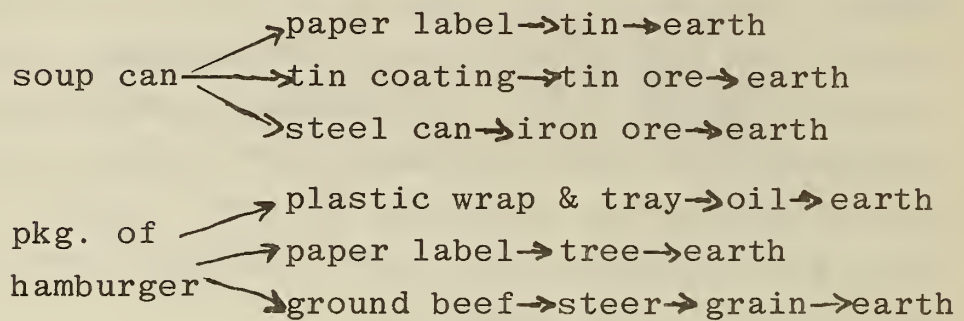 paper label→tin→earth
soup can→tin coating→tin ore→earth
steel can→iron ore→earth
plastic wrap & tray→oil→earth
pkg. of
paper label→tree→earth
hamburger
ground beef→steer→grain→earth